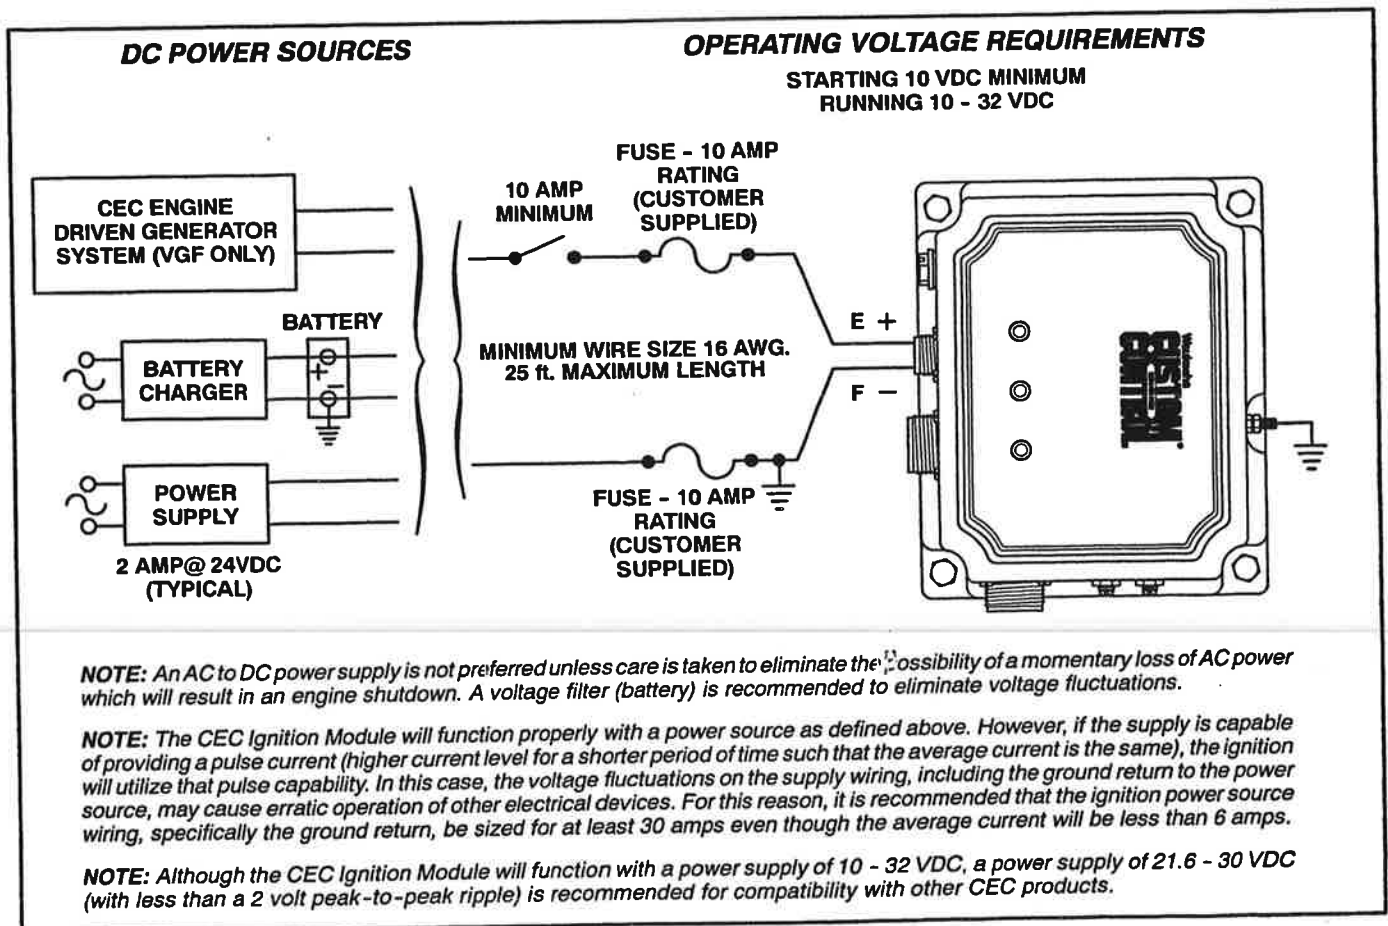 DC POWER SOURCES
OPERATING VOLTAGE REQUIREMENTS
STARTING 10 VDC MINIMUM
RUNNING 10 - 32 VDC
CEC ENGINE
DRIVEN GENERATOR
SYSTEM (VGF ONLY)
10 AMP
MINIMUM
FUSE - 10 AMP
RATING
(CUSTOMER
SUPPLIED)
BATTERY
+
-
BATTERY
CHARGER
MINIMUM WIRE SIZE 16 AWG.
25 ft. MAXIMUM LENGTH
E +
F -
Waukesha
CUSTOM
CONTROL
POWER
SUPPLY
2 AMP@ 24VDC
(TYPICAL)
FUSE - 10 AMP
RATING
(CUSTOMER
SUPPLIED)
NOTE: An AC to DC power supply is not preferred unless care is taken to eliminate the ossibility of a momentary loss of AC power
which will result in an engine shutdown. A voltage filter (battery) is recommended to eliminate voltage fluctuations.
NOTE: The CEC Ignition Module will function properly with a power source as defined above. However, if the supply is capable
of providing a pulse current (higher current level for a shorter period of time such that the average current is the same), the ignition
will utilize that pulse capability. In this case, the voltage fluctuations on the supply wiring, including the ground return to the power
source, may cause erratic operation of other electrical devices. For this reason, it is recommended that the ignition power source
wiring, specifically the ground return, be sized for at least 30 amps even though the average current will be less than 6 amps.
NOTE: Although the CEC Ignition Module will function with a power supply of 10 - 32 VDC, a power supply of 21.6 - 30 VDC
(with less than a 2 volt peak-to-peak ripple) is recommended for compatibility with other CEC products.